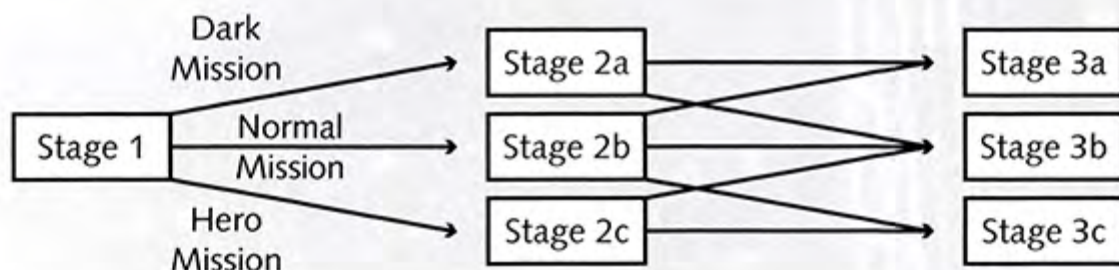 Dark
Mission
Stage 2a
Stage 3a
Stage 1
Normal
Mission
Stage 2b
Stage 3b
Hero
Mission
Stage 2c
Stage 3c